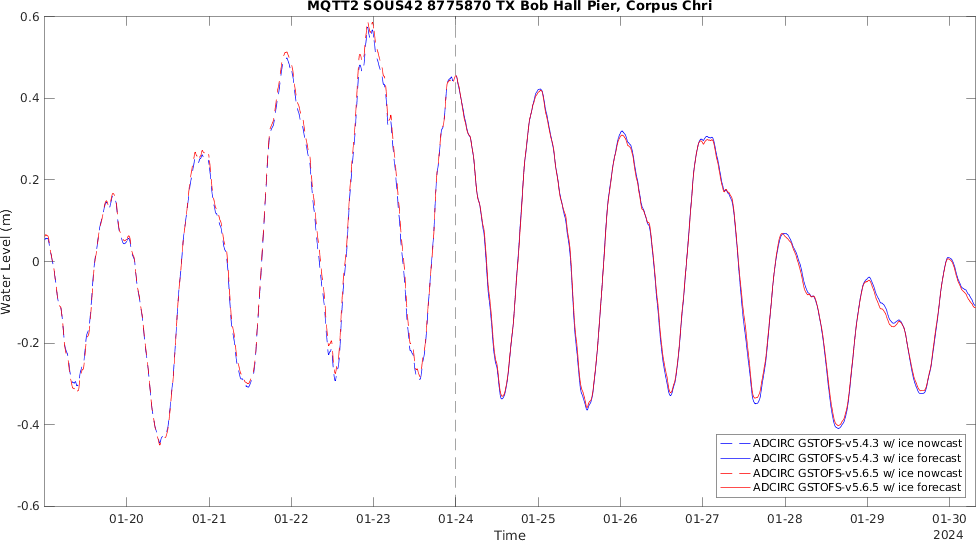 MQTT2 SOUS42 8775870 TX Bob Hall Pier, Corpus Chri
0.6
0.4
0.2
0
-0.2
-0.4
-0.6
Water Level (m)
ADCIRC GSTOFS-v5.4.3 w/ ice nowcast
ADCIRC GSTOFS-v5.4.3 w/ ice forecast
ADCIRC GSTOFS-v5.6.5 w/ ice nowcast
ADCIRC GSTOFS-v5.6.5 w/ ice forecast
01-20 01-21 01-22 01-23 01-24 01-25 01-26 01-27 01-28 01-29 01-30
Time
2024